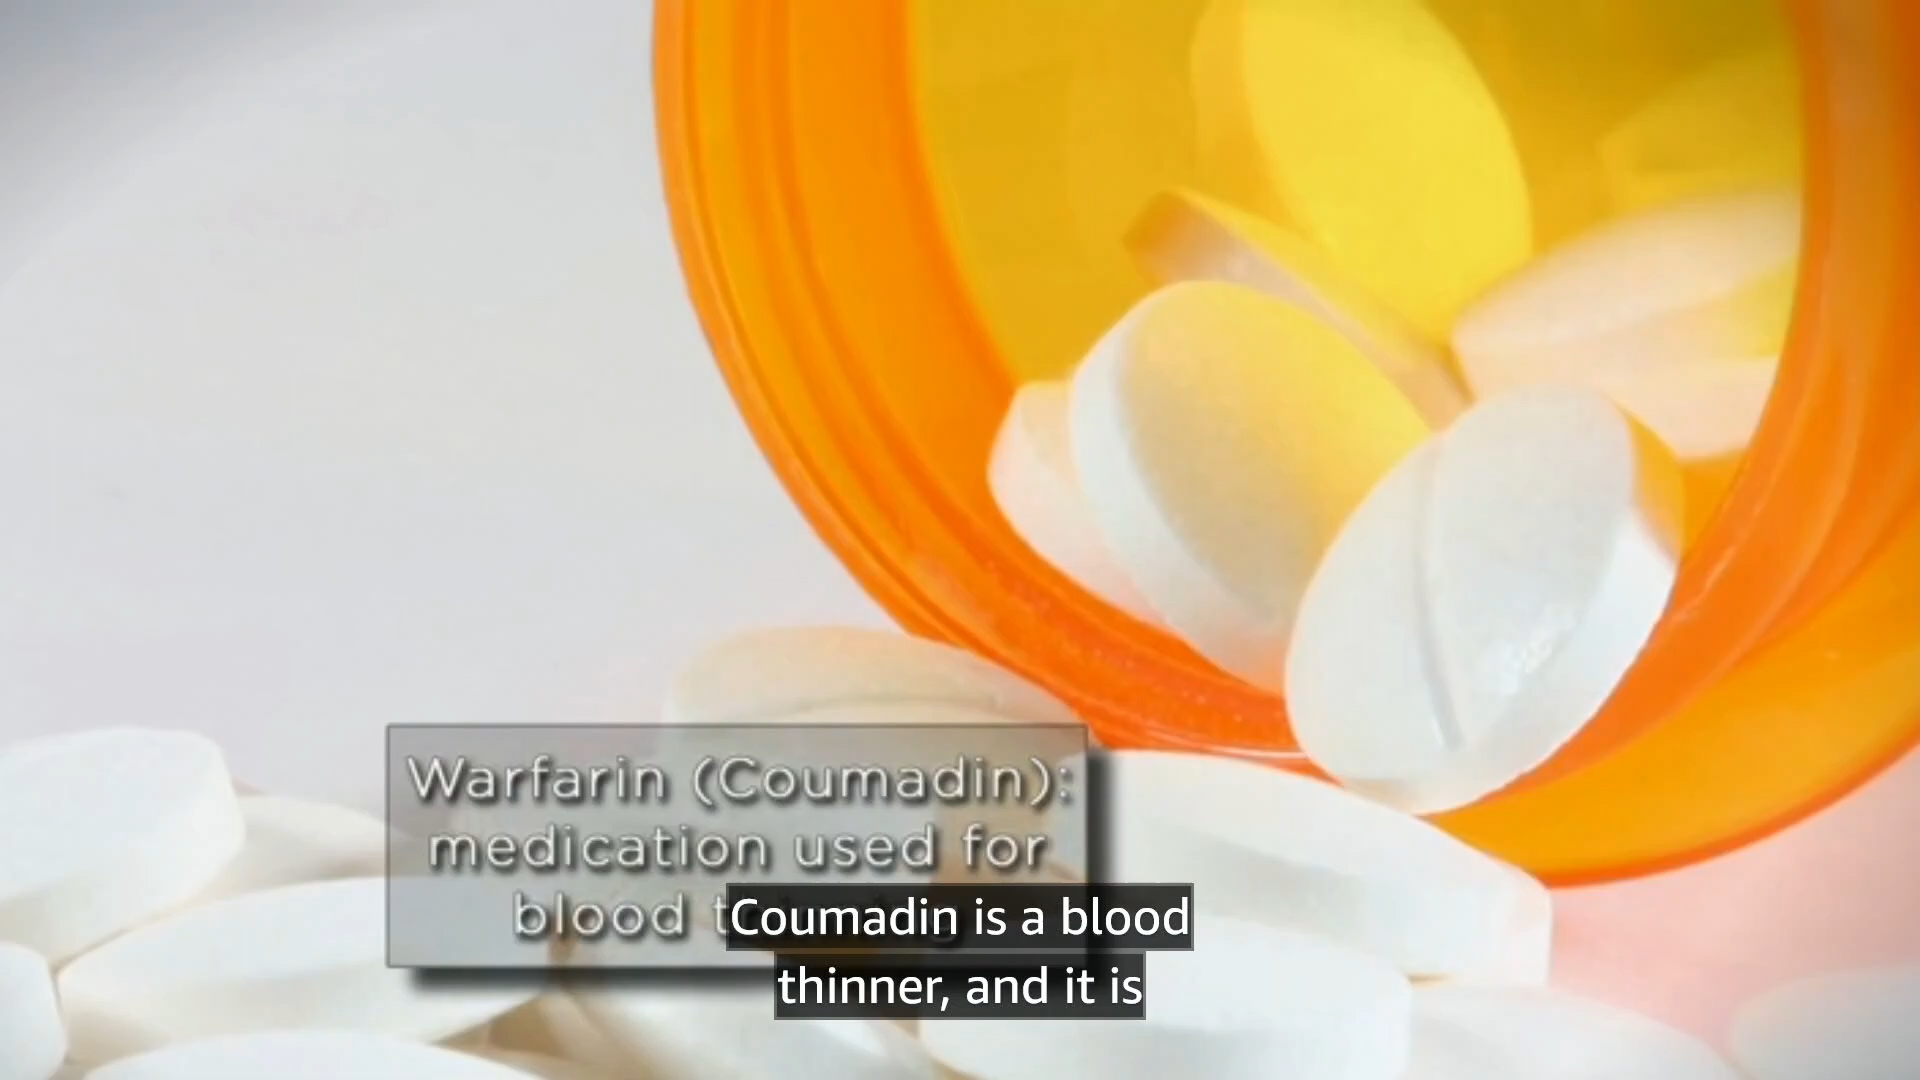 Warfarin (Coumadin):
medication used for
blood
Coumadin is a blood
thinner, and it is